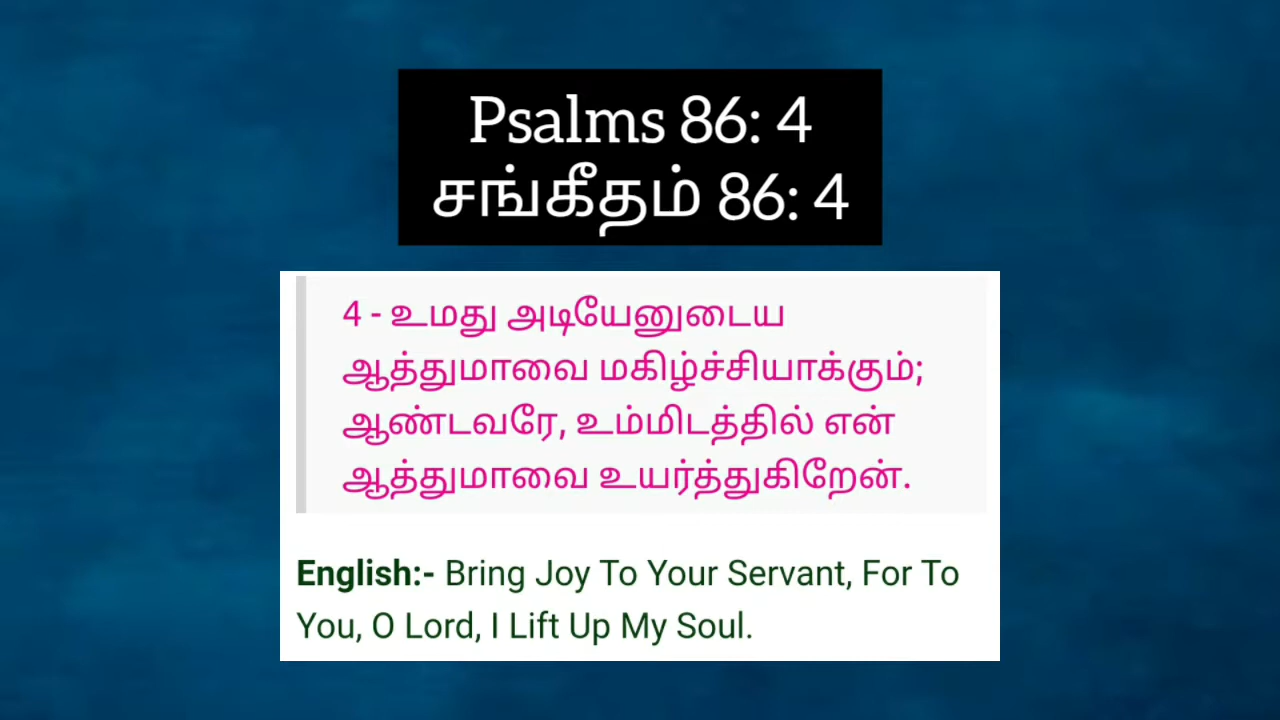 Psalms 86: 4
சங்கீதம் 86: 4
4 - உமது அடியேனுடைய
ஆத்துமாவை மகிழ்ச்சியாக்கும்;
ஆண்டவரே, உம்மிடத்தில் என்
ஆத்துமாவை உயர்த்துகிறேன்.
English:- Bring Joy To Your Servant, For To
You, O Lord, I Lift Up My Soul.